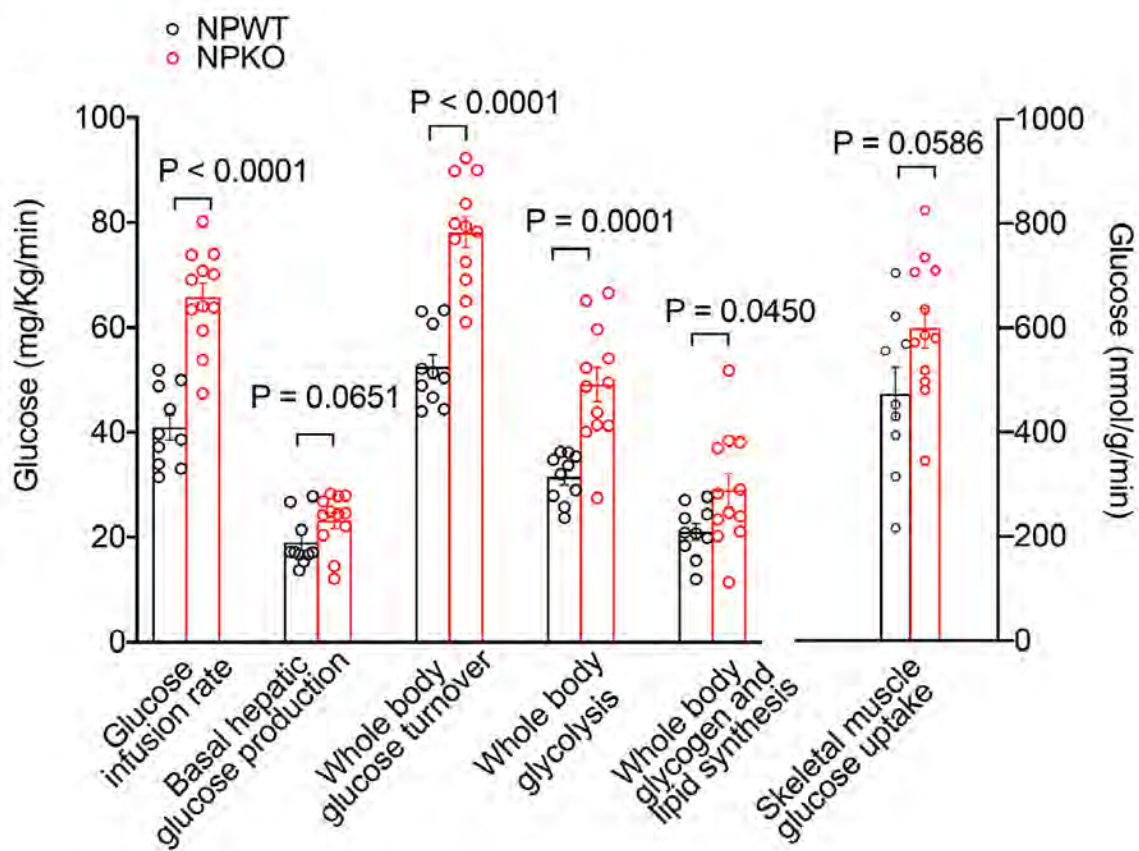 NPWT
NPKO
P < 0.0001
P < 0.0001
P = 0.0001
P = 0.0651
P = 0.0450
P = 0.0586
Glucose (mg/Kg/min)
100
80
60
40
20
0
Glucose (nmol/g/min)
1000
800
600
400
200
0
Glucose
infusion rate
Basal hepatic
glucose production
Whole body
glucose turnover
Whole body
glycolysis
Whole body
glycogen and
lipid synthesis
Skeletal muscle
glucose uptake